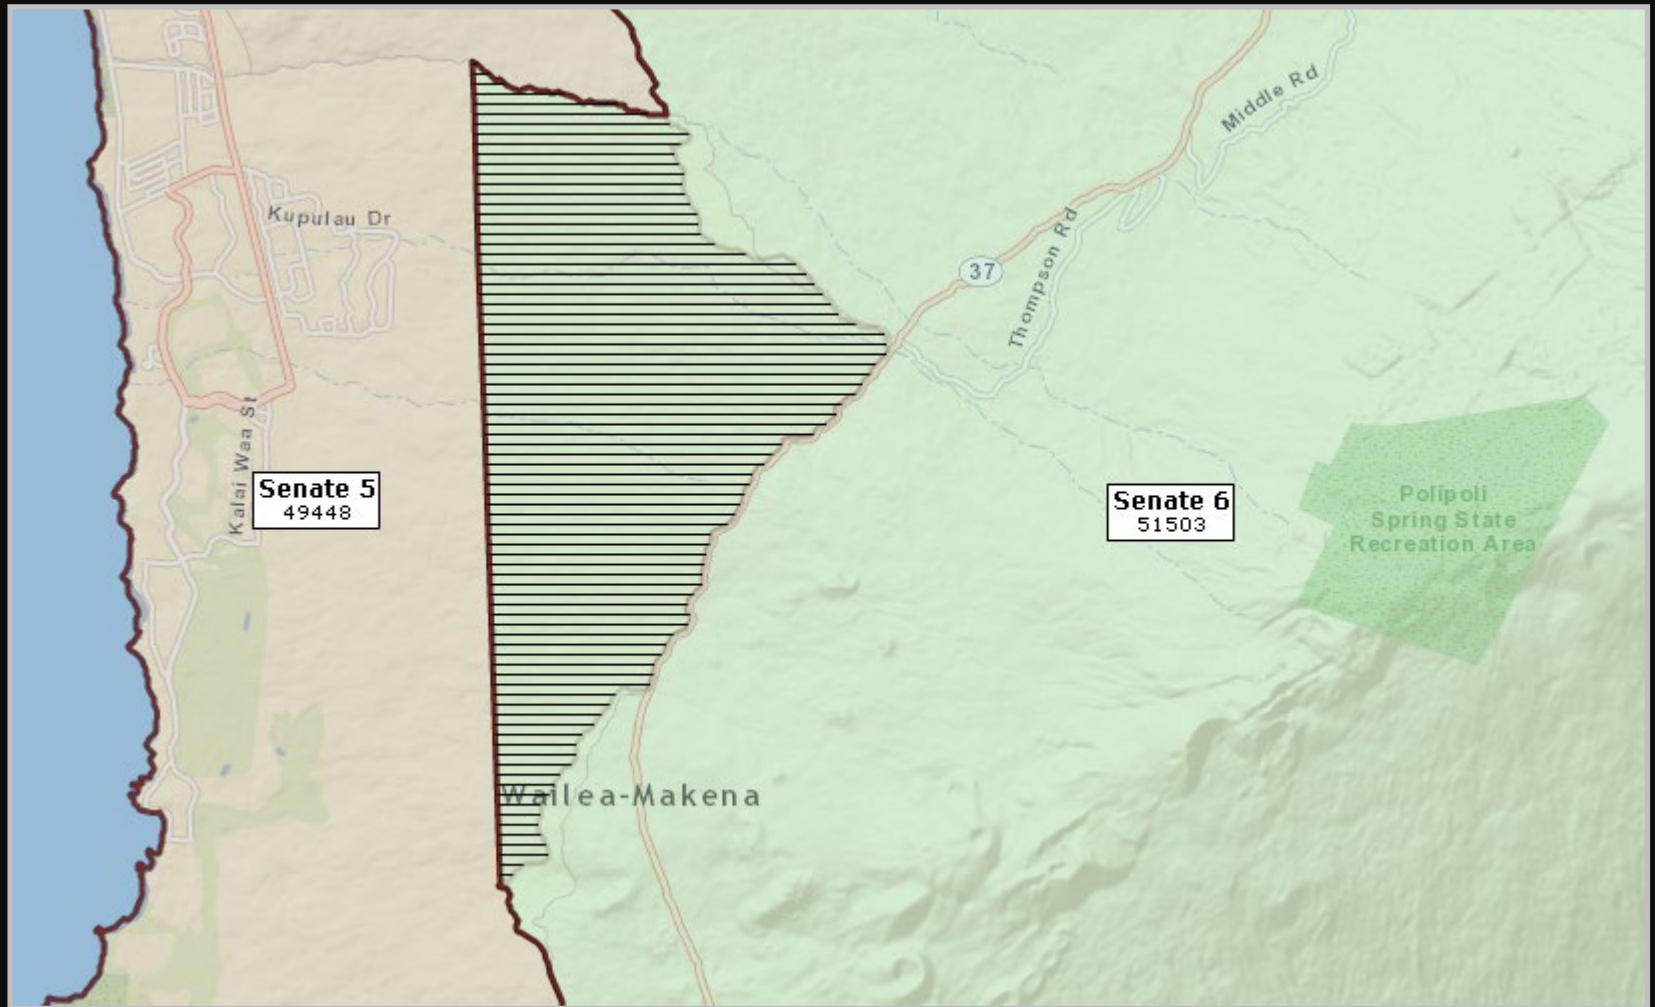 Middle Rd
Kupulau Dr
Thompson Rd
37
Kalai Waa St
Senate 5
49448
Senate 6
51503
Polipoli
Spring State
Recreation Area
Wailea-Makena